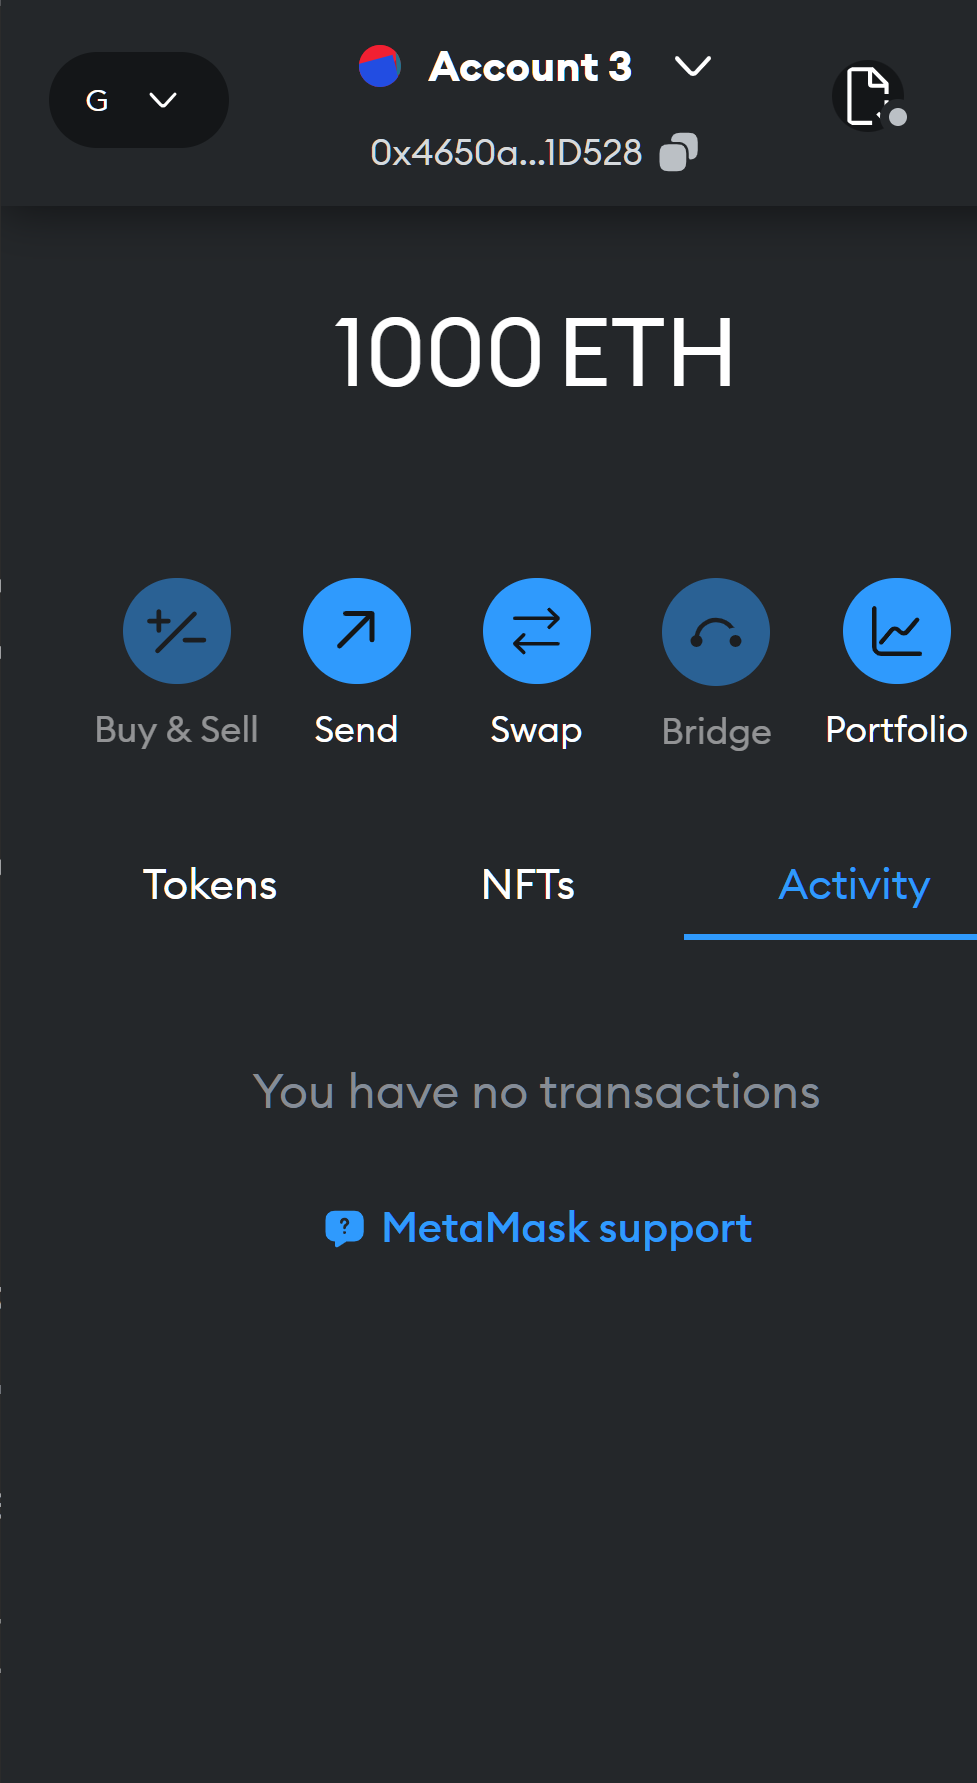 G
Account 3
0x4650a...1D528
1000 ETH
Buy & Sell
Send
Swap
Bridge
Portfolio
Tokens
NFTs
Activity
You have no transactions
MetaMask support